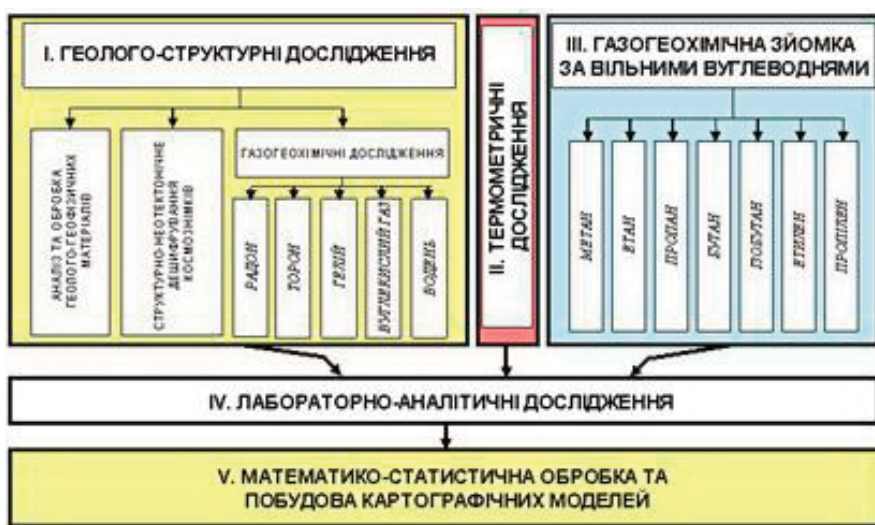 I. ГЕОЛОГО-СТРУКТУРНІ ДОСЛІДЖЕННЯ
АНАЛІЗ ТА ОБРОБКА
ГЕОЛОГО-ГЕОФІЗИЧНИХ
МАТЕРІАЛІВ
СТРУКТУРНО-НЕОТЕКТОНІЧНЕ
ДЕШИФРУВАННЯ
КОСМОЗНІМКІВ
ГАЗОГЕОХІМІЧНІ ДОСЛІДЖЕННЯ
РАДОН
ТОРОН
ГЕЛІЙ
ВУГЛЕКИСЛИЙ ГАЗ
ВОДЕНЬ
II. ТЕРМОМЕТРИЧНІ
ДОСЛІДЖЕННЯ
III. ГАЗОГЕОХІМІЧНА ЗЙОМКА
ЗА ВІЛЬНИМИ ВУГЛЕВОДНЯМИ
МЕТАН
ЕТАН
ПРОПАН
БУТАН
ІЗОБУТАН
ЕТИЛЕН
ПРОПІЛЕН
IV. ЛАБОРАТОРНО-АНАЛІТИЧНІ ДОСЛІДЖЕННЯ
V. МАТЕМАТИКО-СТАТИСТИЧНА ОБРОБКА ТА
ПОБУДОВА КАРТОГРАФІЧНИХ МОДЕЛЕЙ